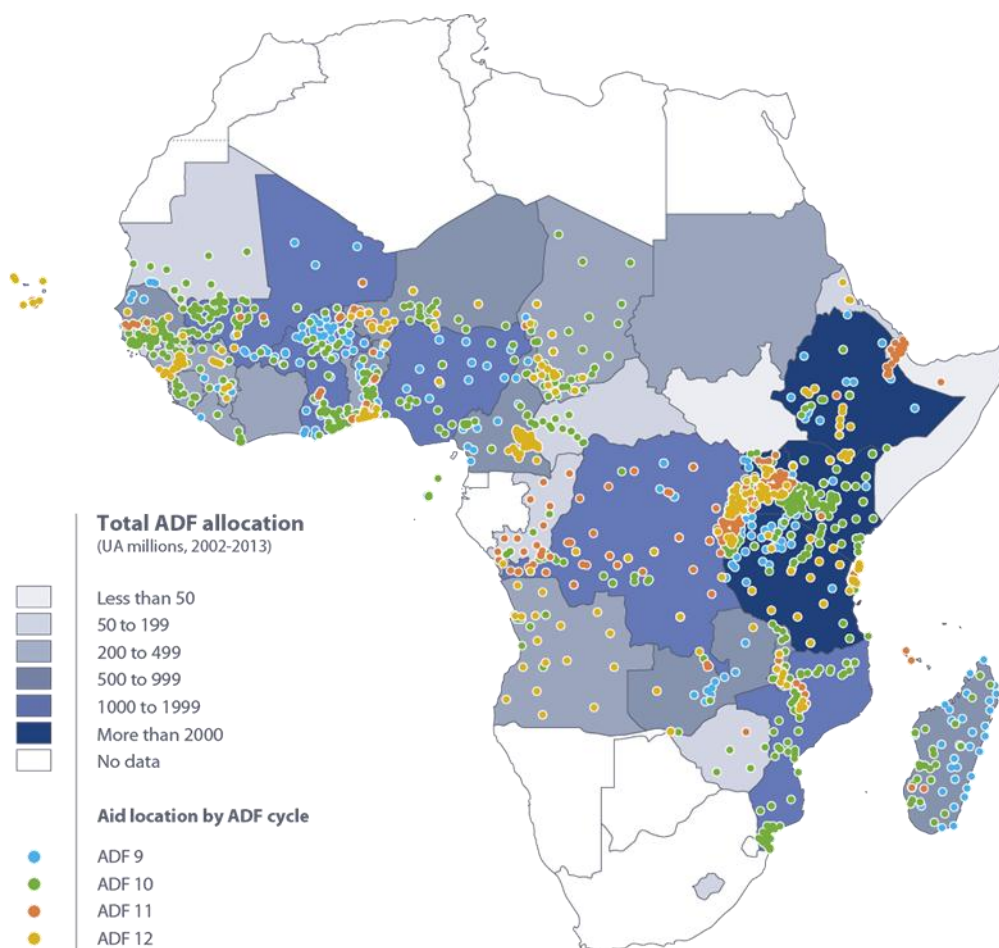 Total ADF allocation
(UA millions, 2002-2013)
Less than 50
50 to 199
200 to 499
500 to 999
1000 to 1999
More than 2000
No data
Aid location by ADF cycle
ADF 9
ADF 10
ADF 11
ADF 12